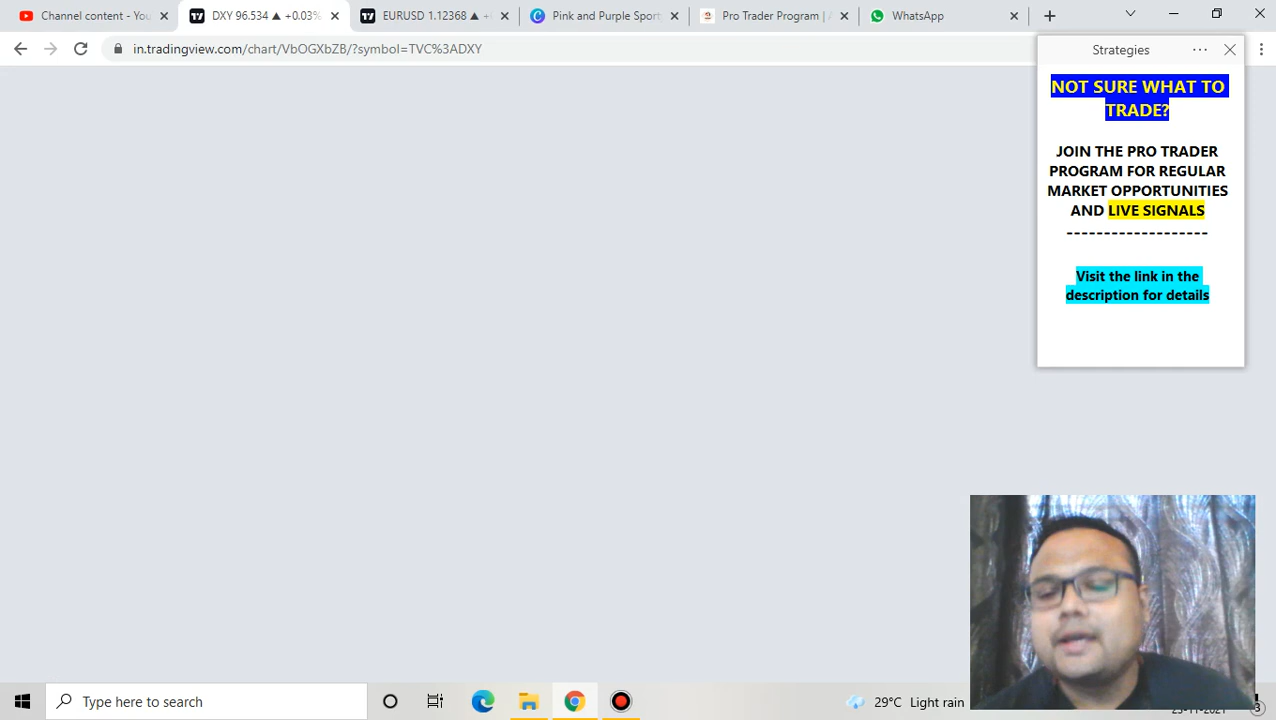 Channel content - You
DXY 96.534 ▲ +0.03%
EURUSD 1.12380 ▲ +
Pink and Purple Sport
Pro Trader Program |
WhatsApp
in.tradingview.com/chart/VbOGXbZB/?symbol=TVC%3ADXY
Strategies
NOT SURE WHAT TO
TRADE?
JOIN THE PRO TRADER
PROGRAM FOR REGULAR
MARKET OPPORTUNITIES
AND LIVE SIGNALS
-------------------
Visit the link in the
description for details
Type here to search
29°C Light rain
3